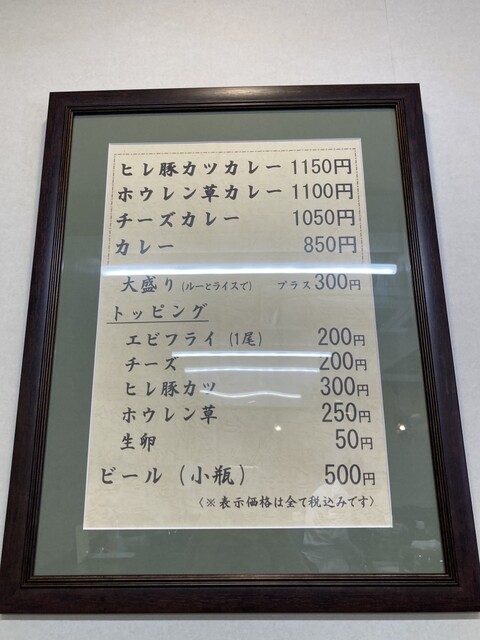 ヒレ豚カツカレー 1150円
ホウレン草カレー 1100円
チーズカレー 1050円
カレー 850円
大盛り(ルーとライスで) プラス300円
トッピング
エビフライ(1尾) 200円
チーズ 200円
ヒレ豚カツ 300円
ホウレン草 250円
生卵 50円
ビール(小瓶) 500円
〈※表示価格は全て税込みです〉